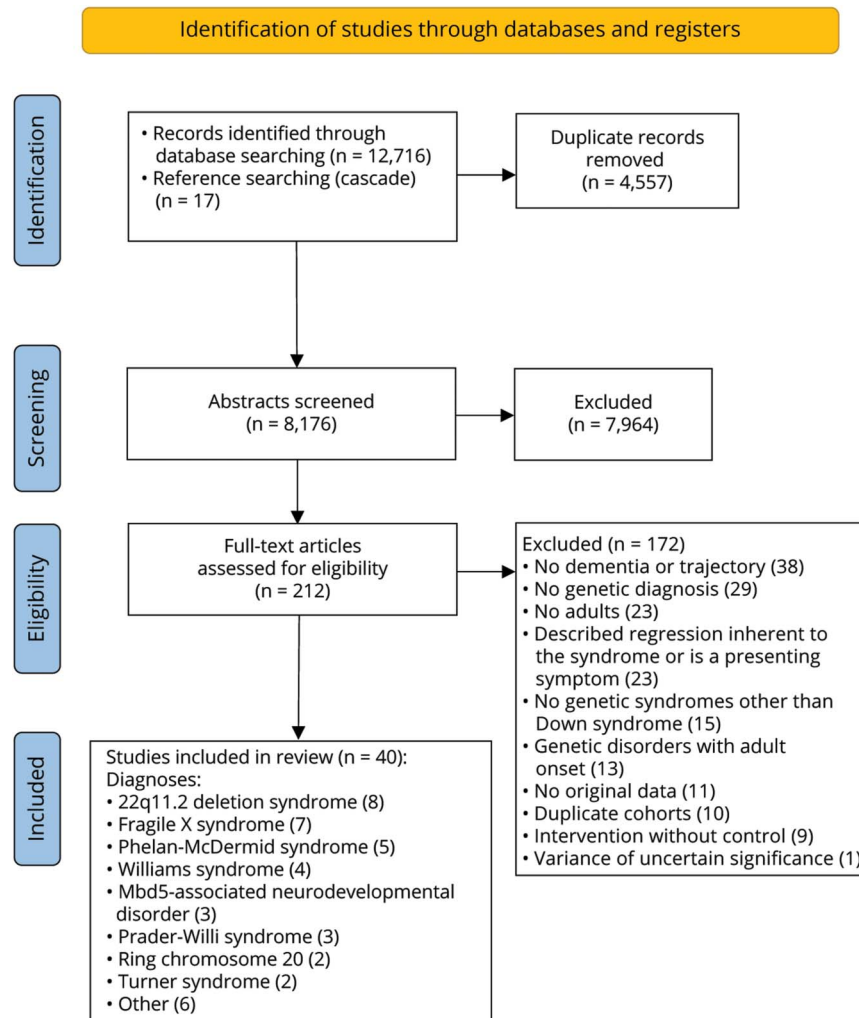 Identification of studies through databases and registers
Identification
• Records identified through
database searching (n = 12,716)
• Reference searching (cascade)
(n = 17)
Duplicate records
removed
(n = 4,557)
Screening
Abstracts screened
(n = 8,176)
Excluded
(n = 7,964)
Eligibility
Full-text articles
assessed for eligibility
(n = 212)
Excluded (n = 172)
• No dementia or trajectory (38)
• No genetic diagnosis (29)
• No adults (23)
• Described regression inherent to
the syndrome or is a presenting
symptom (23)
• No genetic syndromes other than
Down syndrome (15)
• Genetic disorders with adult
onset (13)
• No original data (11)
• Duplicate cohorts (10)
• Intervention without control (9)
• Variance of uncertain significance (1)
Included
Studies included in review (n = 40):
Diagnoses:
• 22q11.2 deletion syndrome (8)
• Fragile X syndrome (7)
• Phelan-McDermid syndrome (5)
• Williams syndrome (4)
• Mbd5-associated neurodevelopmental
disorder (3)
• Prader-Willi syndrome (3)
• Ring chromosome 20 (2)
• Turner syndrome (2)
• Other (6)